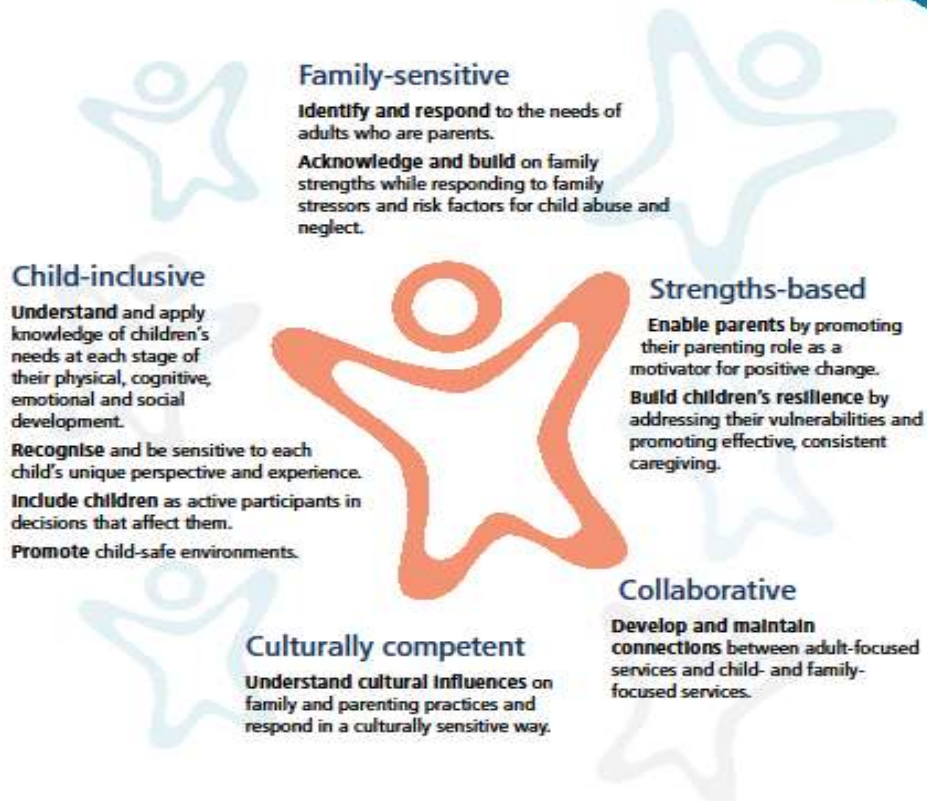 Family-sensitive
Identify and respond to the needs of
adults who are parents.
Acknowledge and build on family
strengths while responding to family
stressors and risk factors for child abuse and
neglect.
Child-inclusive
Understand and apply
knowledge of children's
needs at each stage of
their physical, cognitive,
emotional and social
development.
Recognise and be sensitive to each
child's unique perspective and experience.
Include children as active participants in
decisions that affect them.
Promote child-safe environments.
Strengths-based
Enable parents by promoting
their parenting role as a
motivator for positive change.
Build children's resilience by
addressing their vulnerabilities and
promoting effective, consistent
caregiving.
Collaborative
Develop and maintain
connections between adult-focused
services and child- and family-
focused services.
Culturally competent
Understand cultural influences on
family and parenting practices and
respond in a culturally sensitive way.